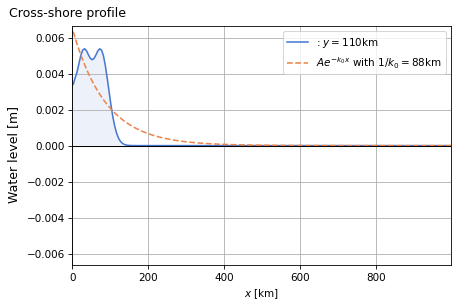 Cross-shore profile
: y = 110km
Ae^{-k_0 x} with 1/k_0 = 88km
Water level [m]
0.006
0.004
0.002
0.000
−0.002
−0.004
−0.006
0 200 400 600 800
x [km]